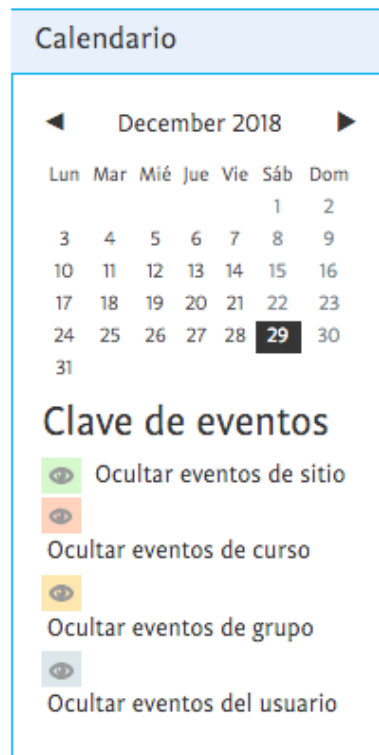 Calendario
◀ December 2018 ▶
Lun Mar Mié Jue Vie Sáb Dom
1 2
3 4 5 6 7 8 9
10 11 12 13 14 15 16
17 18 19 20 21 22 23
24 25 26 27 28 29 30
31
Clave de eventos
Ocultar eventos de sitio
Ocultar eventos de curso
Ocultar eventos de grupo
Ocultar eventos del usuario